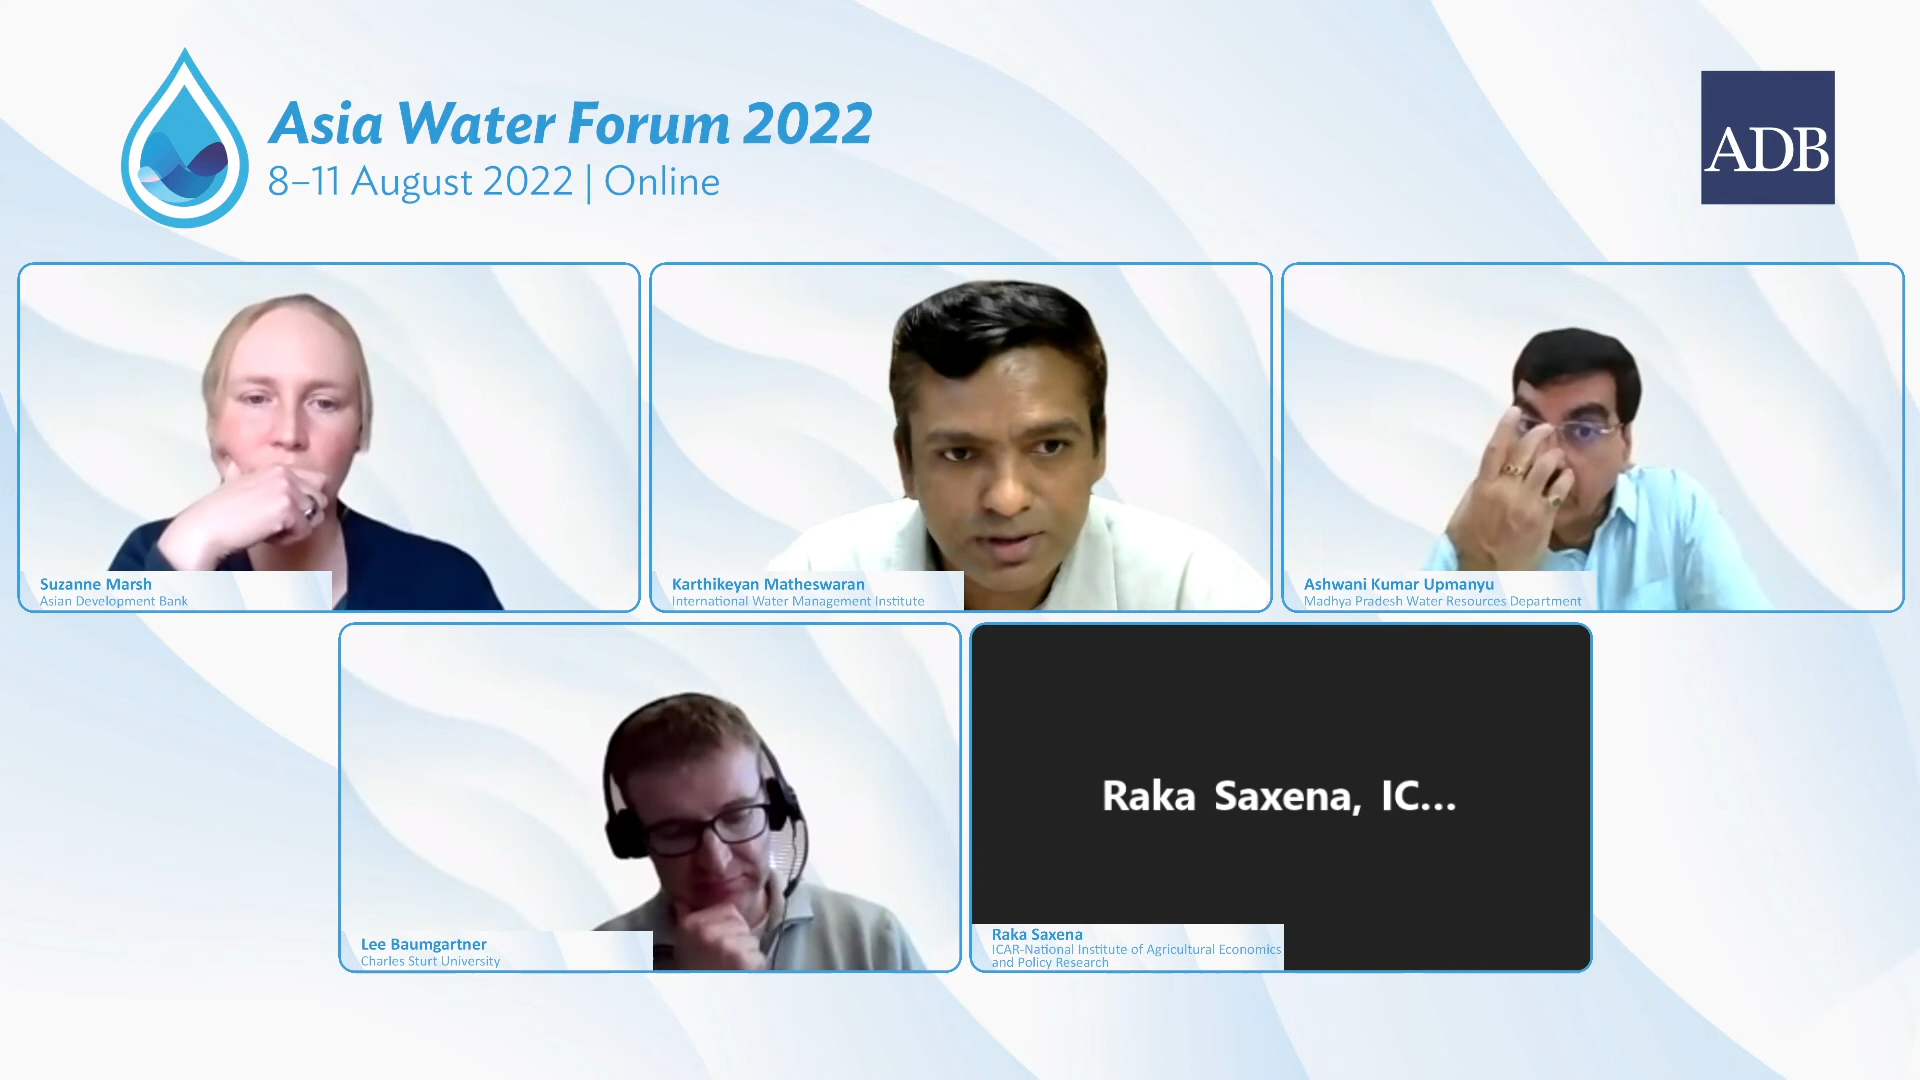 Asia Water Forum 2022
8–11 August 2022 | Online
ADB
Suzanne Marsh
Asian Development Bank
Karthikeyan Matheswaran
International Water Management Institute
Ashwani Kumar Upmanyu
Madhya Pradesh Water Resources Department
Lee Baumgartner
Charles Sturt University
Raka Saxena, IC...
Raka Saxena
ICAR-National Institute of Agricultural Economics
and Policy Research